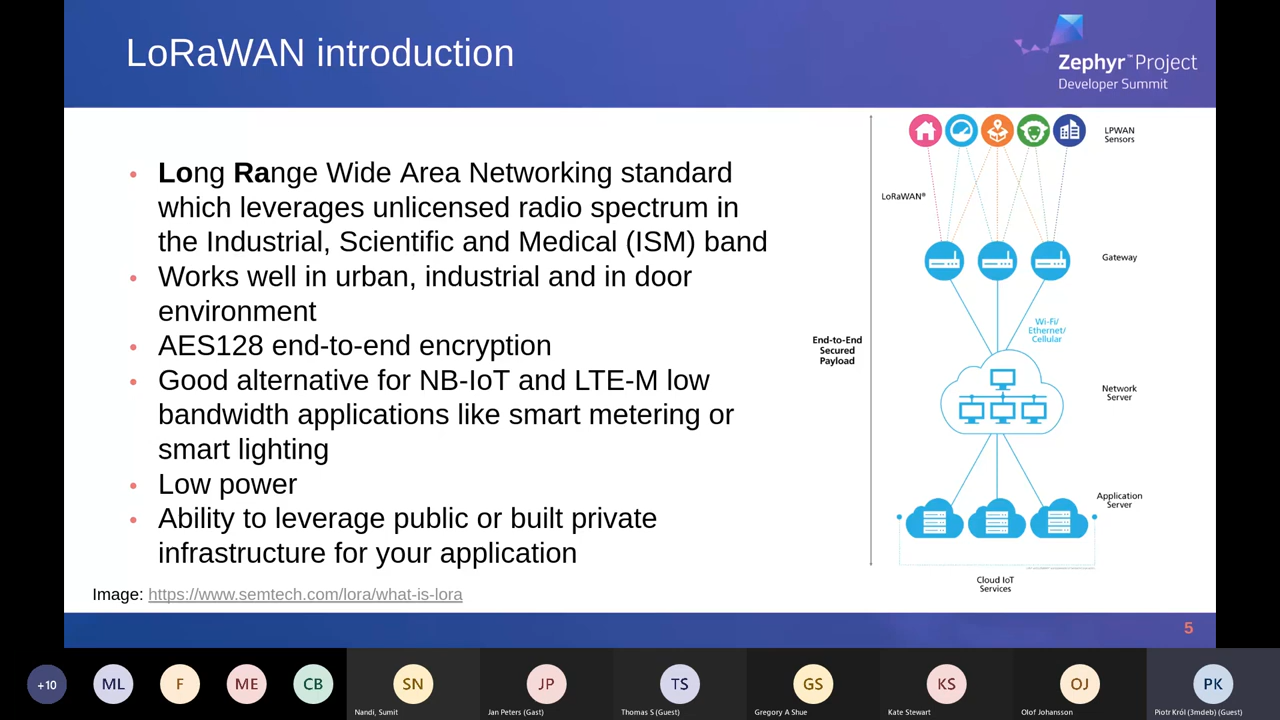 LoRaWAN introduction
Zephyr™Project
Developer Summit
Long Range Wide Area Networking standard
which leverages unlicensed radio spectrum in
the Industrial, Scientific and Medical (ISM) band
Works well in urban, industrial and in door
environment
AES128 end-to-end encryption
Good alternative for NB-IoT and LTE-M low
bandwidth applications like smart metering or
smart lighting
Low power
Ability to leverage public or built private
infrastructure for your application
Image: https://www.semtech.com/lora/what-is-lora
LPWAN
Sensors
LoRaWAN®
Gateway
Wi-Fi/
Ethernet/
Cellular
End-to-End
Secured
Payload
Network
Server
Application
Server
Cloud IoT
Services
5
+10
ML
F
ME
CB
SN
Nandi, Sumit
JP
Jan Peters (Gast)
TS
Thomas S (Guest)
GS
Gregory A Shue
KS
Kate Stewart
OJ
Olof Johansson
PK
Piotr Król (3mdeb) (Guest)